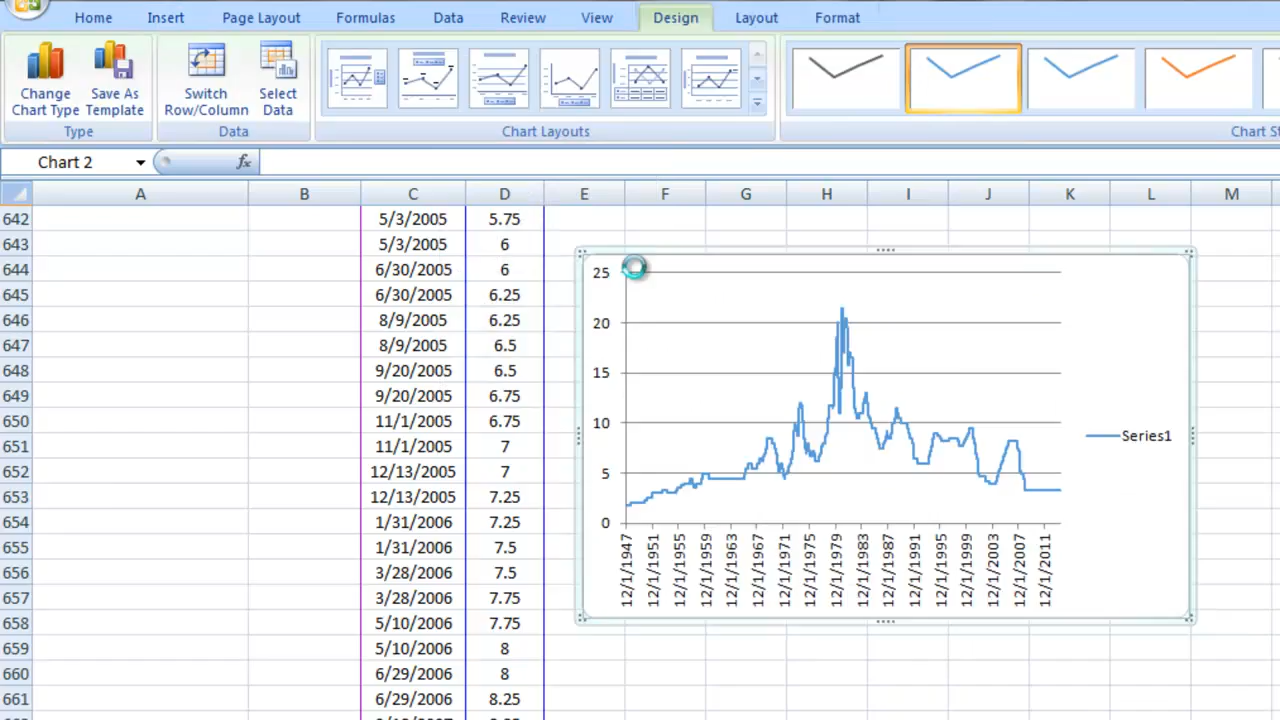 Home Insert Page Layout Formulas Data Review View Design Layout Format
Change Chart Type
Save As Template
Switch Row/Column
Select Data
Type Data Chart Layouts Chart St
Chart 2 fx
A B C D E F G H I J K L M
642 5/3/2005 5.75
643 5/3/2005 6
644 6/30/2005 6
645 6/30/2005 6.25
646 8/9/2005 6.25
647 8/9/2005 6.5
648 9/20/2005 6.5
649 9/20/2005 6.75
650 11/1/2005 6.75
651 11/1/2005 7
652 12/13/2005 7
653 12/13/2005 7.25
654 1/31/2006 7.25
655 1/31/2006 7.5
656 3/28/2006 7.5
657 3/28/2006 7.75
658 5/10/2006 7.75
659 5/10/2006 8
660 6/29/2006 8
661 6/29/2006 8.25
25
20
15
10
5
0
Series1
12/1/1947
12/1/1951
12/1/1955
12/1/1959
12/1/1963
12/1/1967
12/1/1971
12/1/1975
12/1/1979
12/1/1983
12/1/1987
12/1/1991
12/1/1995
12/1/1999
12/1/2003
12/1/2007
12/1/2011